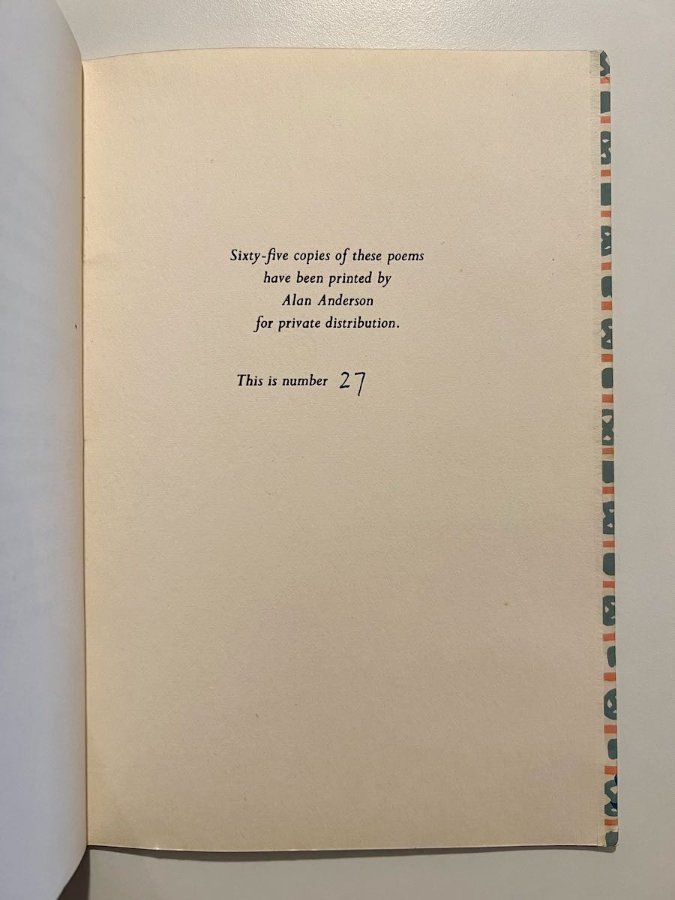 Sixty-five copies of these poems
have been printed by
Alan Anderson
for private distribution.
This is number 27